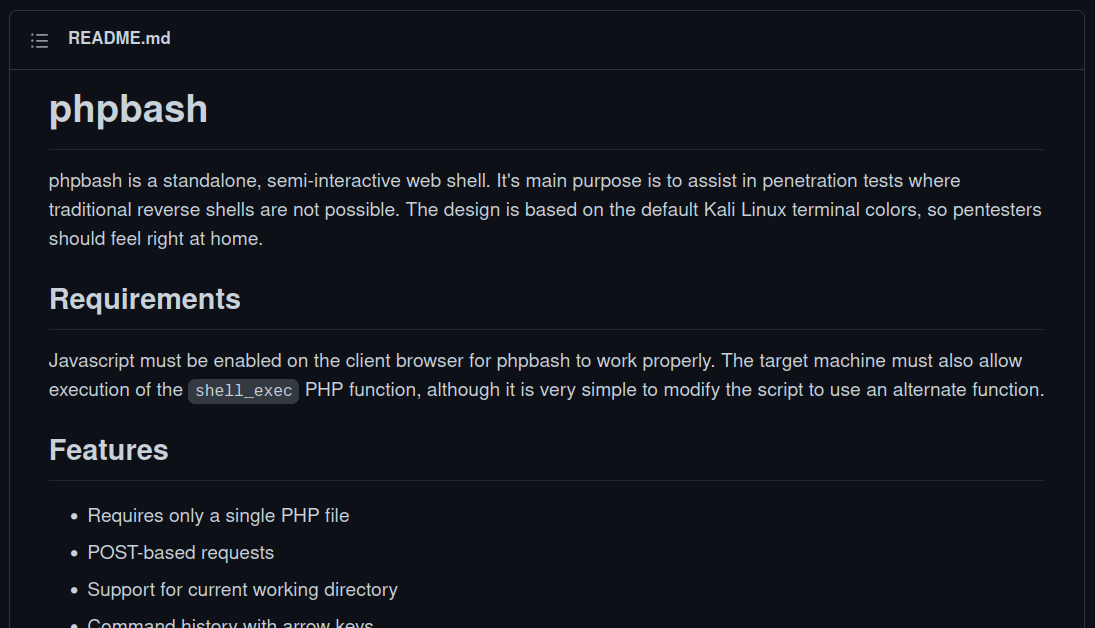 README.md
phpbash
phpbash is a standalone, semi-interactive web shell. It's main purpose is to assist in penetration tests where
traditional reverse shells are not possible. The design is based on the default Kali Linux terminal colors, so pentesters
should feel right at home.
Requirements
Javascript must be enabled on the client browser for phpbash to work properly. The target machine must also allow
execution of the shell_exec PHP function, although it is very simple to modify the script to use an alternate function.
Features
• Requires only a single PHP file
• POST-based requests
• Support for current working directory
• Command history with arrow keys